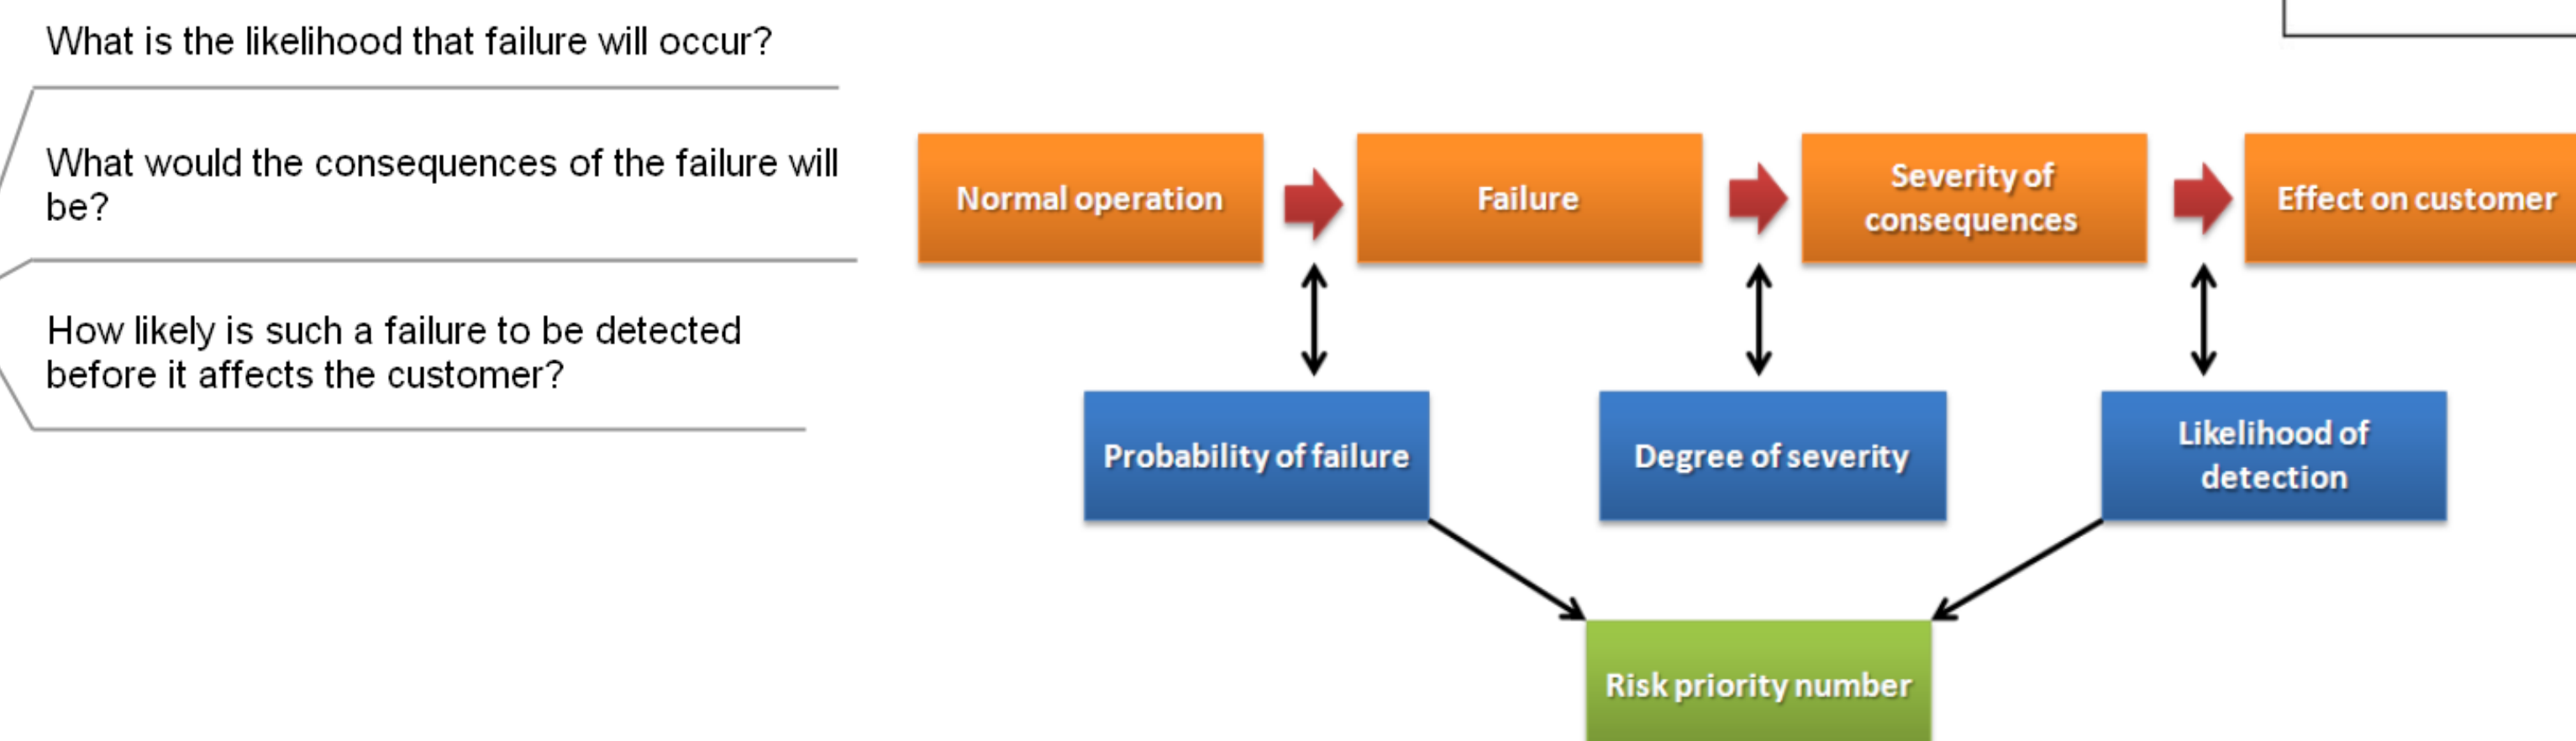 What is the likelihood that failure will occur?
What would the consequences of the failure will
be?
How likely is such a failure to be detected
before it affects the customer?
Normal operation
Failure
Severity of
consequences
Effect on customer
Probability of failure
Degree of severity
Likelihood of
detection
Risk priority number